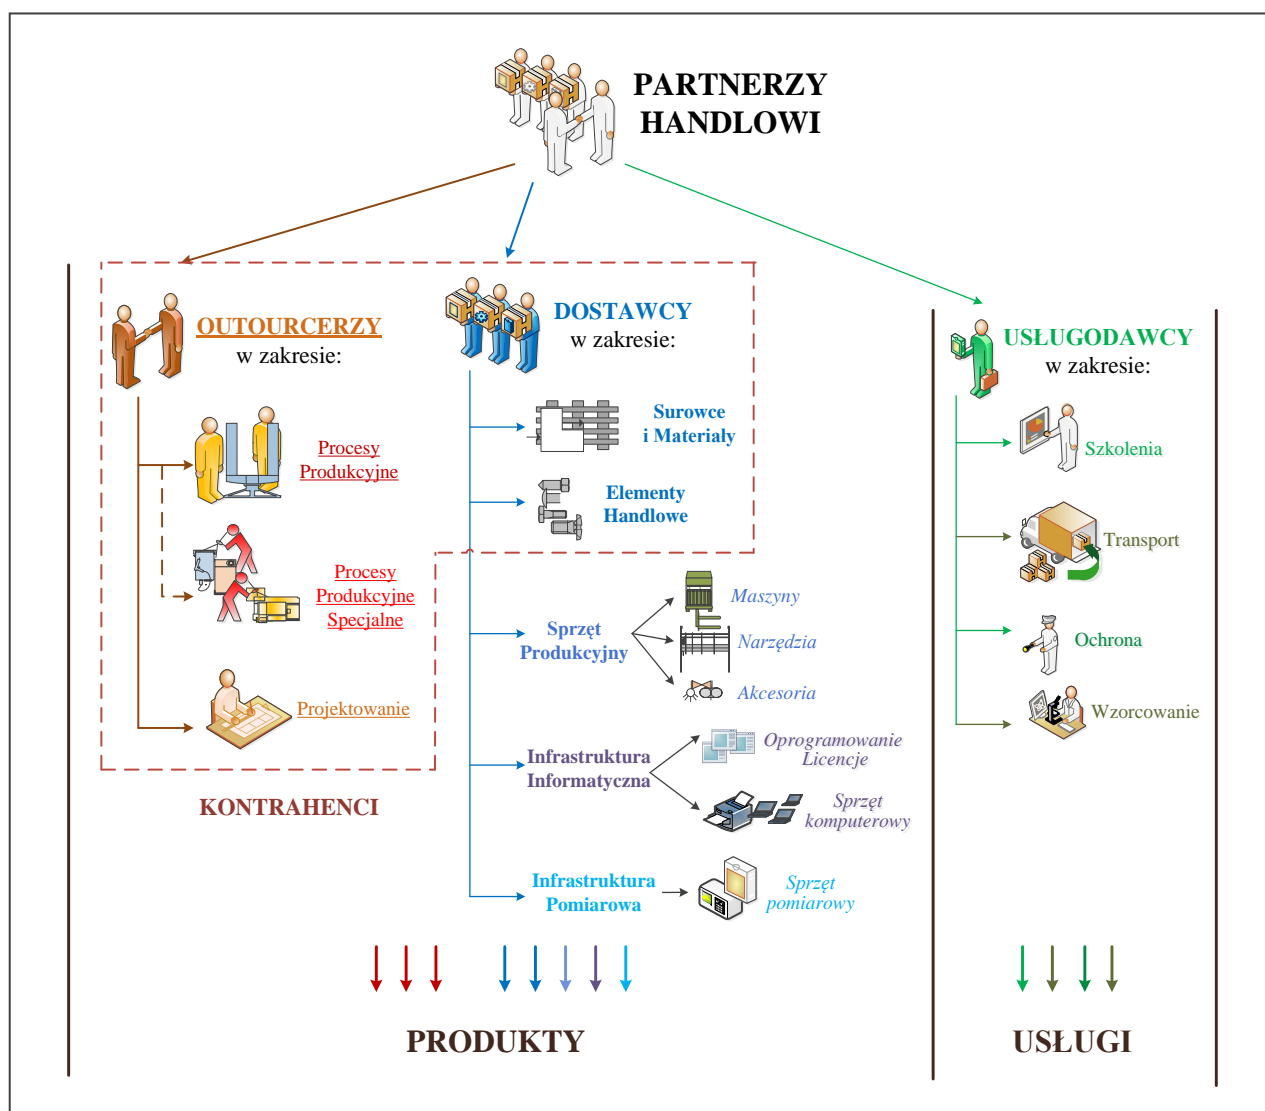 PARTNERZY
HANDLOWI
OUTOURCERZY
w zakresie:
Procesy
Produkcyjne
Procesy
Produkcyjne
Specjalne
Projektowanie
KONTRAHENCI
DOSTAWCY
w zakresie:
Surowce
i Materiały
Elementy
Handlowe
Sprzęt
Produkcyjny
Maszyny
Narzędzia
Akcesoria
Infrastruktura
Informatyczna
Oprogramowanie
Licencje
Sprzęt
komputerowy
Infrastruktura
Pomiarowa
Sprzęt
pomiarowy
USŁUGODAWCY
w zakresie:
Szkolenia
Transport
Ochrona
Wzorcowanie
PRODUKTY
USŁUGI